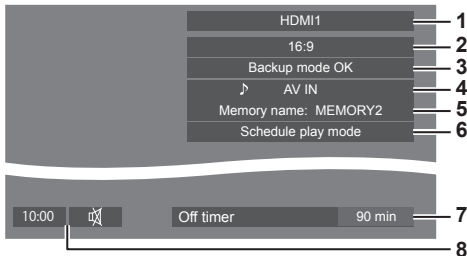 HDMI1 1
16:9 2
Backup mode OK 3
♪ AV IN 4
Memory name: MEMORY2 5
Schedule play mode 6
10:00 Off timer 90 min 7
8